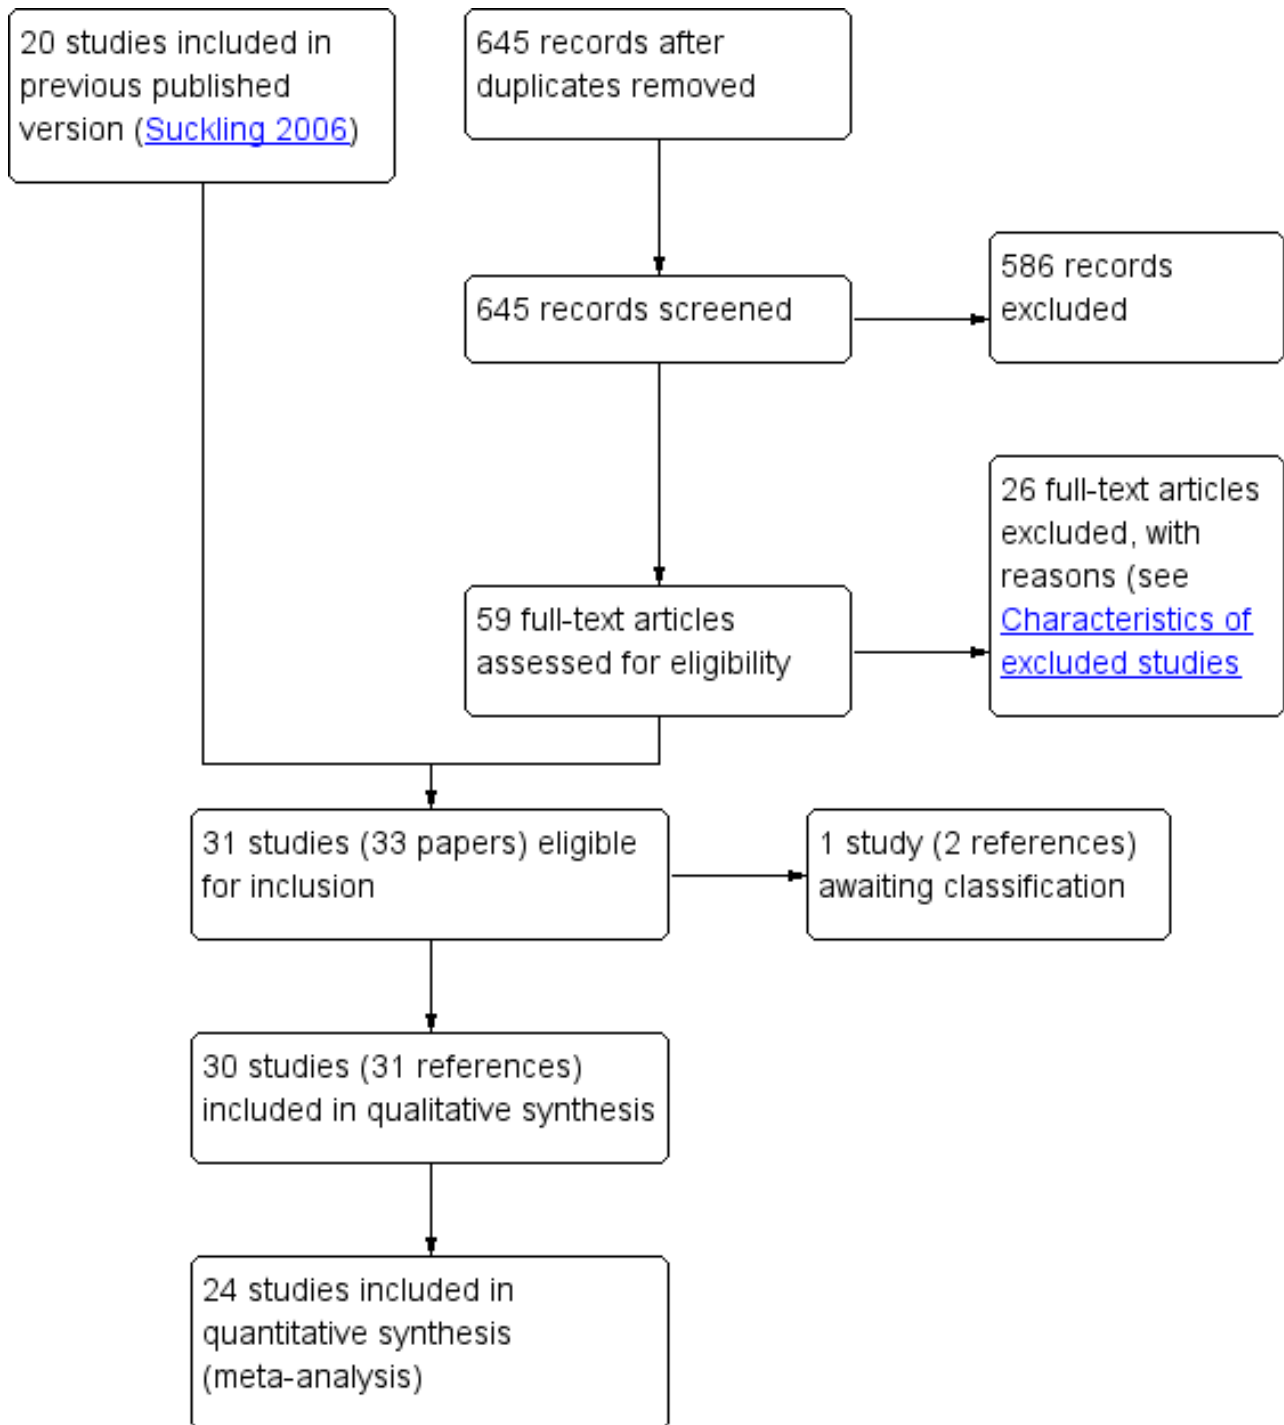 20 studies included in
previous published
version (Suckling 2006)
645 records after
duplicates removed
645 records screened
586 records
excluded
59 full-text articles
assessed for eligibility
26 full-text articles
excluded, with
reasons (see
Characteristics of
excluded studies
31 studies (33 papers) eligible
for inclusion
1 study (2 references)
awaiting classification
30 studies (31 references)
included in qualitative synthesis
24 studies included in
quantitative synthesis
(meta-analysis)